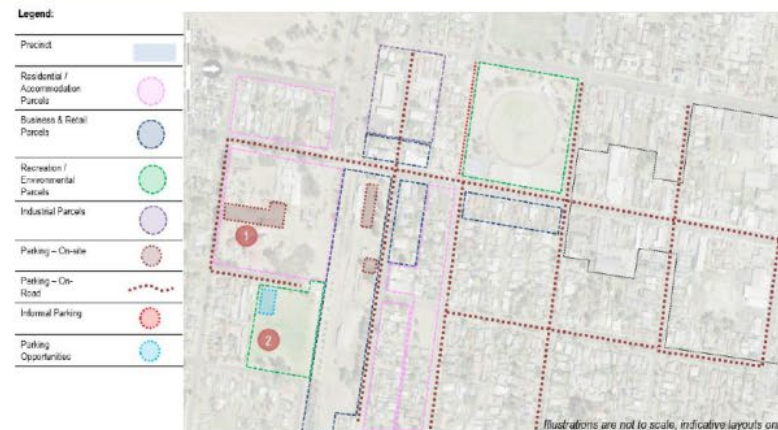 Legend:
Precinct
Residential /
Accommodation
Parcels
Business & Retail
Parcels
Recreation /
Environmental
Parcels
Industrial Parcels
Parking – On-site
Parking – On-
Road
Informal Parking
Parking
Opportunities
1
2
Illustrations are not to scale, indicative layouts on